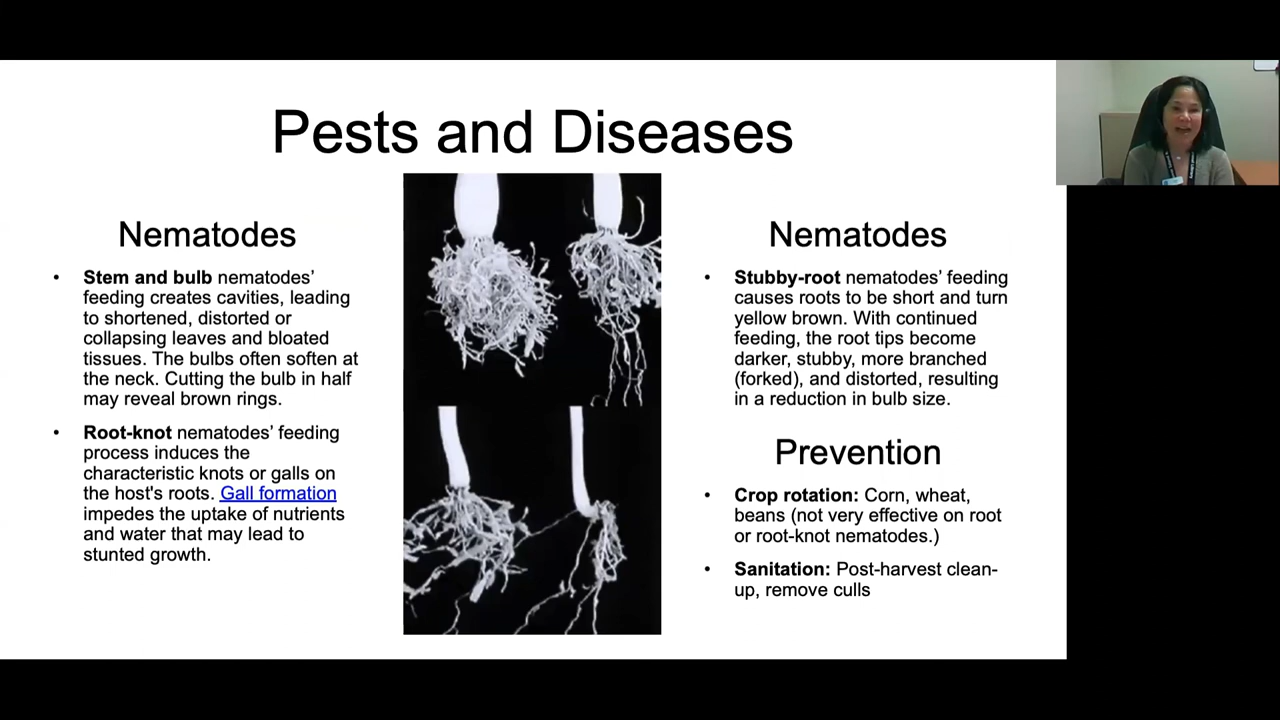 Pests and Diseases
Nematodes
• Stem and bulb nematodes’
feeding creates cavities, leading
to shortened, distorted or
collapsing leaves and bloated
tissues. The bulbs often soften at
the neck. Cutting the bulb in half
may reveal brown rings.
• Root-knot nematodes’ feeding
process induces the
characteristic knots or galls on
the host's roots. Gall formation
impedes the uptake of nutrients
and water that may lead to
stunted growth.
Nematodes
• Stubby-root nematodes’ feeding
causes roots to be short and turn
yellow brown. With continued
feeding, the root tips become
darker, stubby, more branched
(forked), and distorted, resulting
in a reduction in bulb size.
Prevention
• Crop rotation: Corn, wheat,
beans (not very effective on root
or root-knot nematodes.)
• Sanitation: Post-harvest clean-
up, remove culls